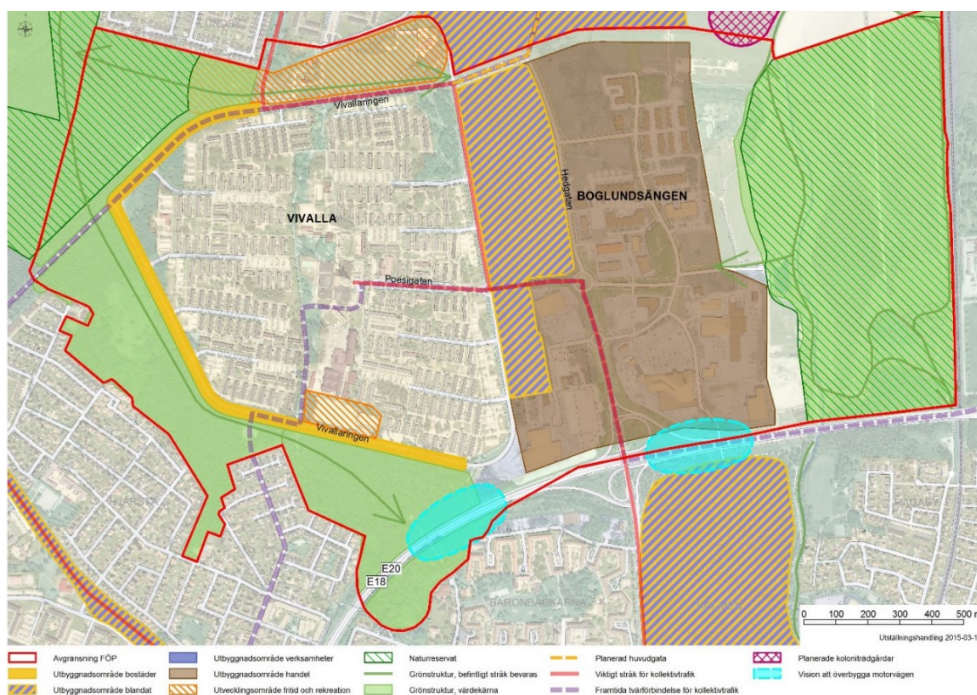 Vivallaringen
Hedgatan
BOGLUNDSÄNGEN
VIVALLA
Poesigatan
Vivallaringen
E20
E18
BARONBACKARNA
0 100 200 300 400 500 m
Utställningshandling 2015-03-1
Avgränsning FÖP
Utbyggnadsområde verksamheter
Naturreservat
Planerad huvudgata
Planerade koloniträdgårdar
Utbyggnadsområde bostäder
Utbyggnadsområde handel
Grönstruktur, befintligt stråk bevaras
Viktigt stråk för kollektivtrafik
Vision att överbygga motorvägen
Utbyggnadsområde blandat
Utvecklingsområde fritid och rekreation
Grönstruktur, värdekärna
Framtida tvärförbindelse för kollektivtrafik